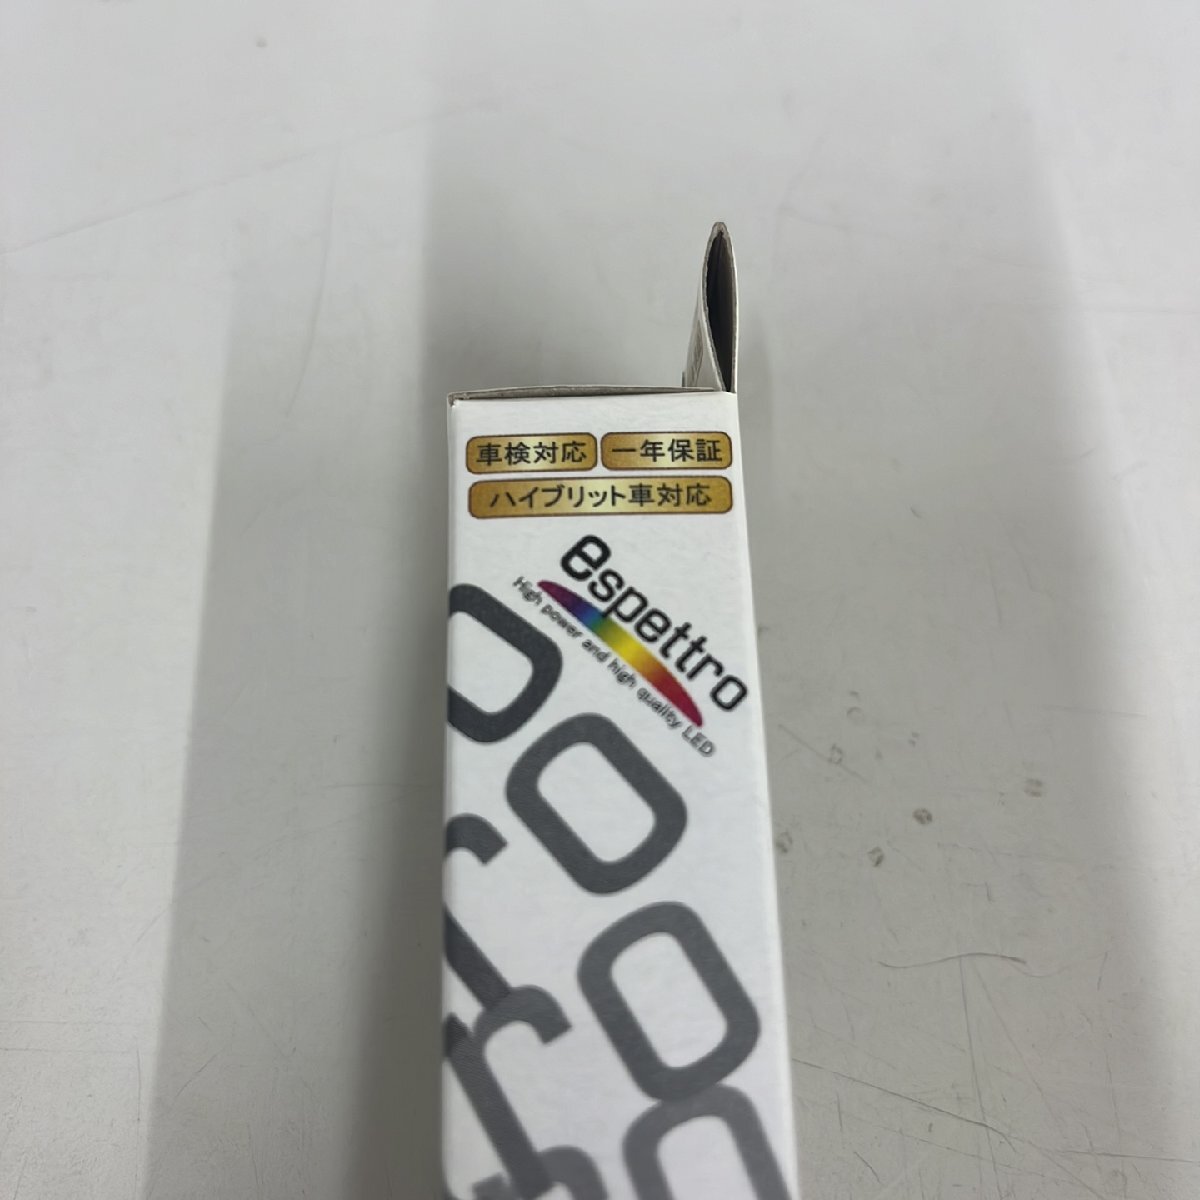 車検対応 一年保証
ハイブリット車対応
espettro
High power and high quality LED